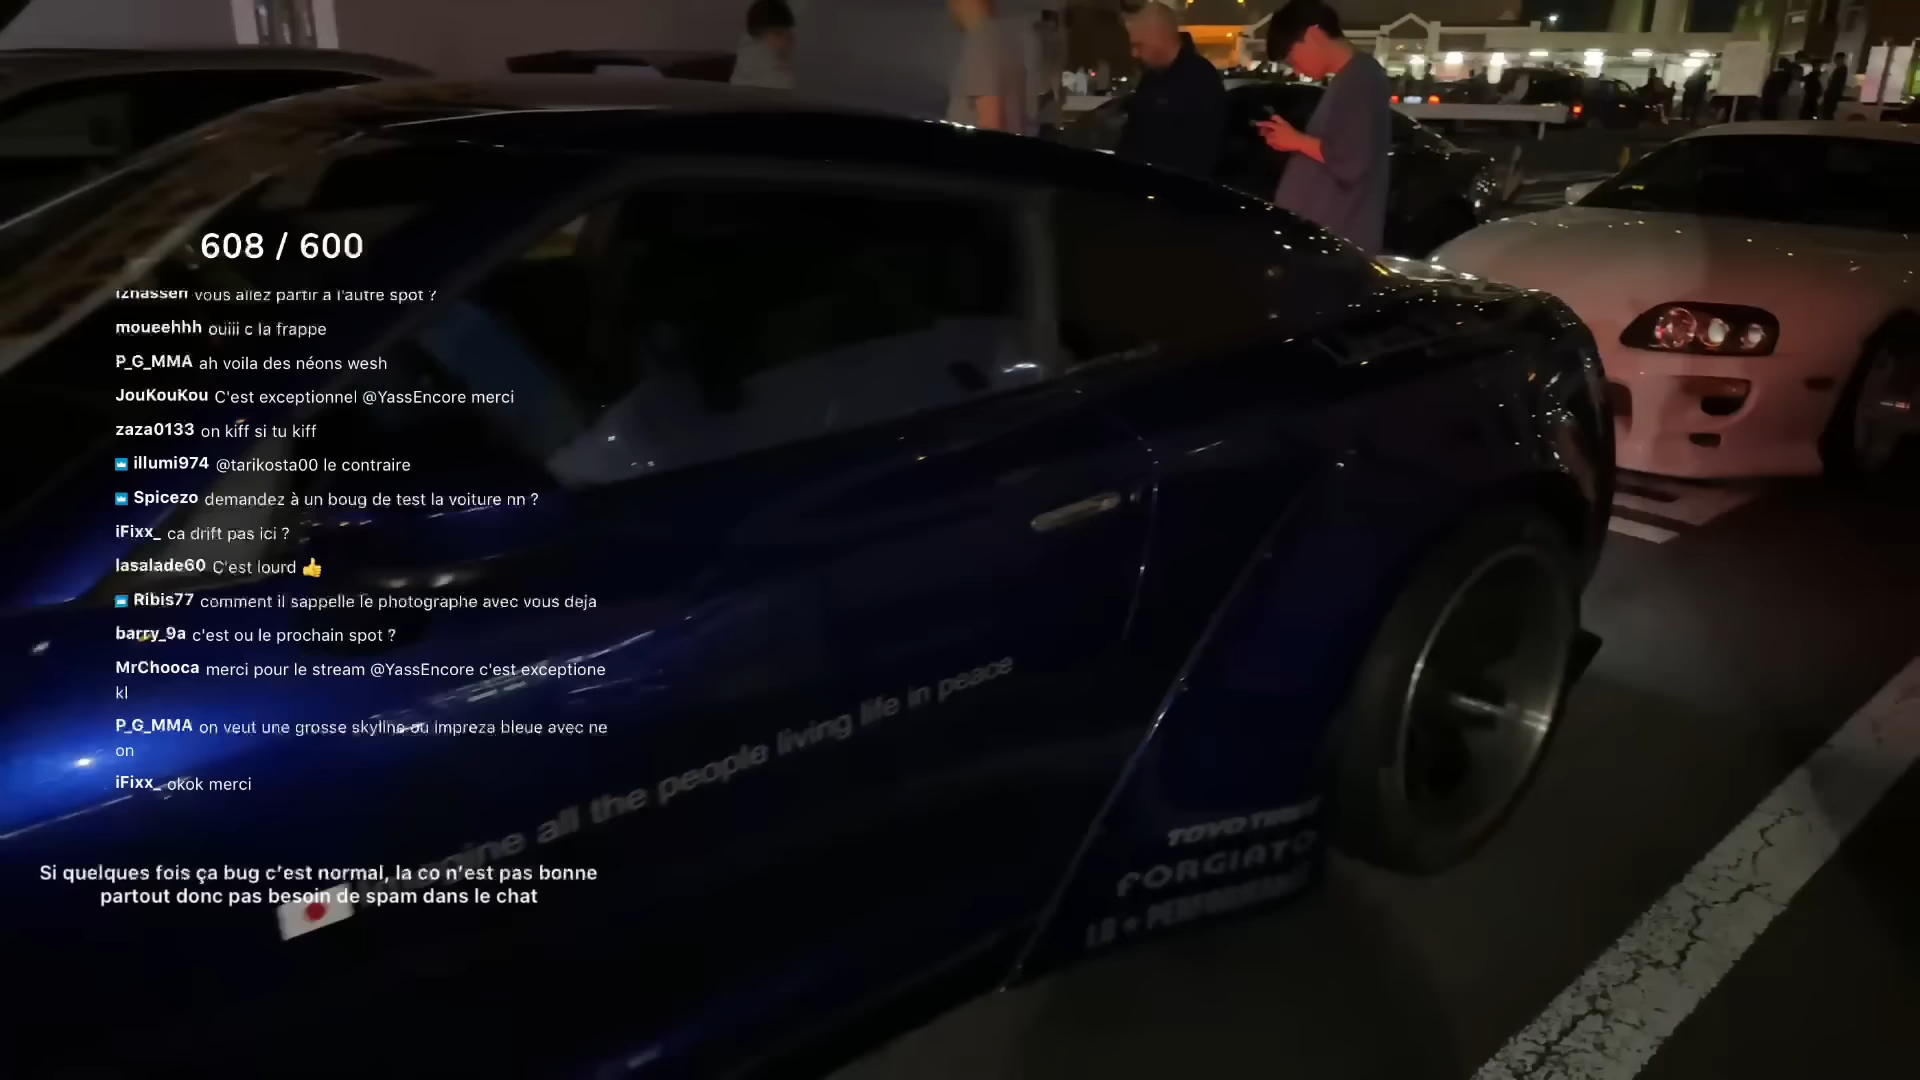 608 / 600
izhassen vous allez partir a l'autre spot ?
moueehhh ouiii c la frappe
P_G_MMA ah voila des néons wesh
JouKouKou C'est exceptionnel @YassEncore merci
zaza0133 on kiff si tu kiff
illumi974 @tarikosta00 le contraire
Spicezo demandez à un boug de test la voiture nn ?
iFixx_ ca drift pas ici ?
lasalade60 C'est lourd 👍
Ribis77 comment il sappelle le photographe avec vous deja
barry_9a c'est ou le prochain spot ?
MrChooca merci pour le stream @YassEncore c'est exceptione
kl
P_G_MMA on veut une grosse skyline ou impreza bleue avec ne
on
iFixx_ okok merci
Si quelques fois ça bug c'est normal, la co n'est pas bonne
partout donc pas besoin de spam dans le chat
Imagine all the people living life in peace
TOYO TIRES
FORGIATO
LB ★ PERFORMANCE